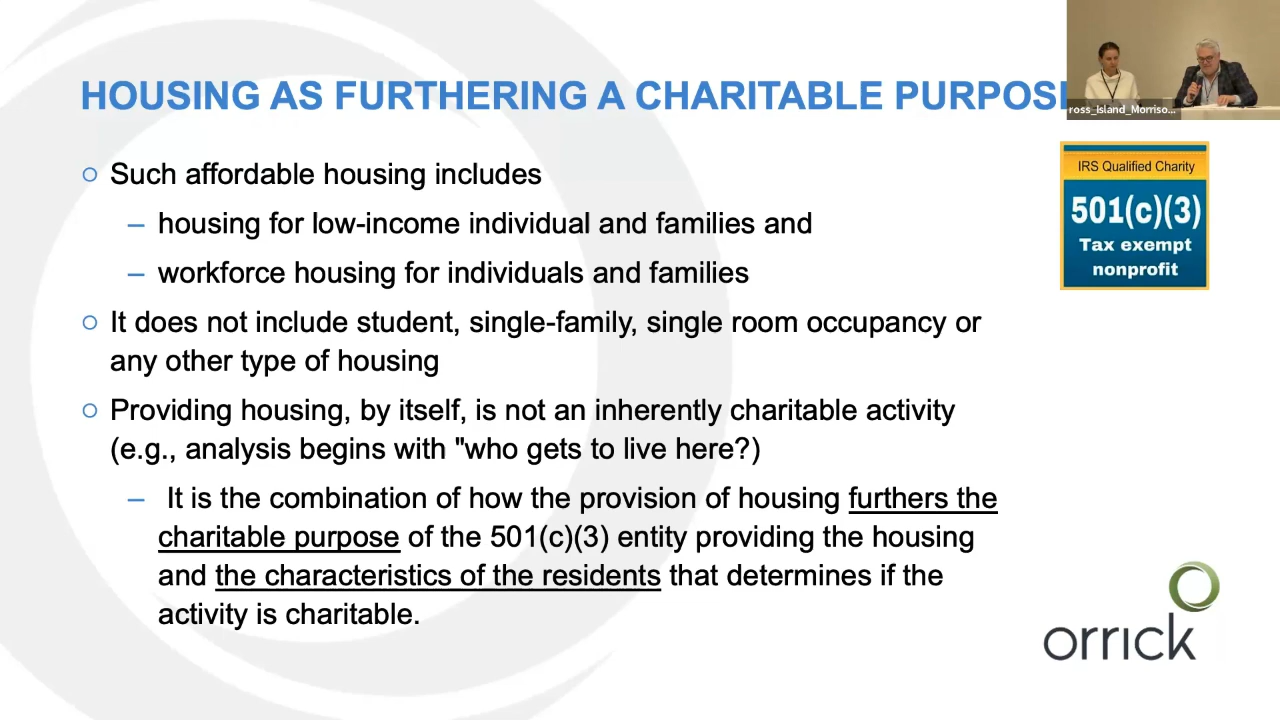 HOUSING AS FURTHERING A CHARITABLE PURPOS
ross_Island_Morriso...
IRS Qualified Charity
501(c)(3)
Tax exempt
nonprofit
Such affordable housing includes
– housing for low-income individual and families and
– workforce housing for individuals and families
It does not include student, single-family, single room occupancy or
any other type of housing
Providing housing, by itself, is not an inherently charitable activity
(e.g., analysis begins with "who gets to live here?)
– It is the combination of how the provision of housing furthers the
charitable purpose of the 501(c)(3) entity providing the housing
and the characteristics of the residents that determines if the
activity is charitable.
orrick